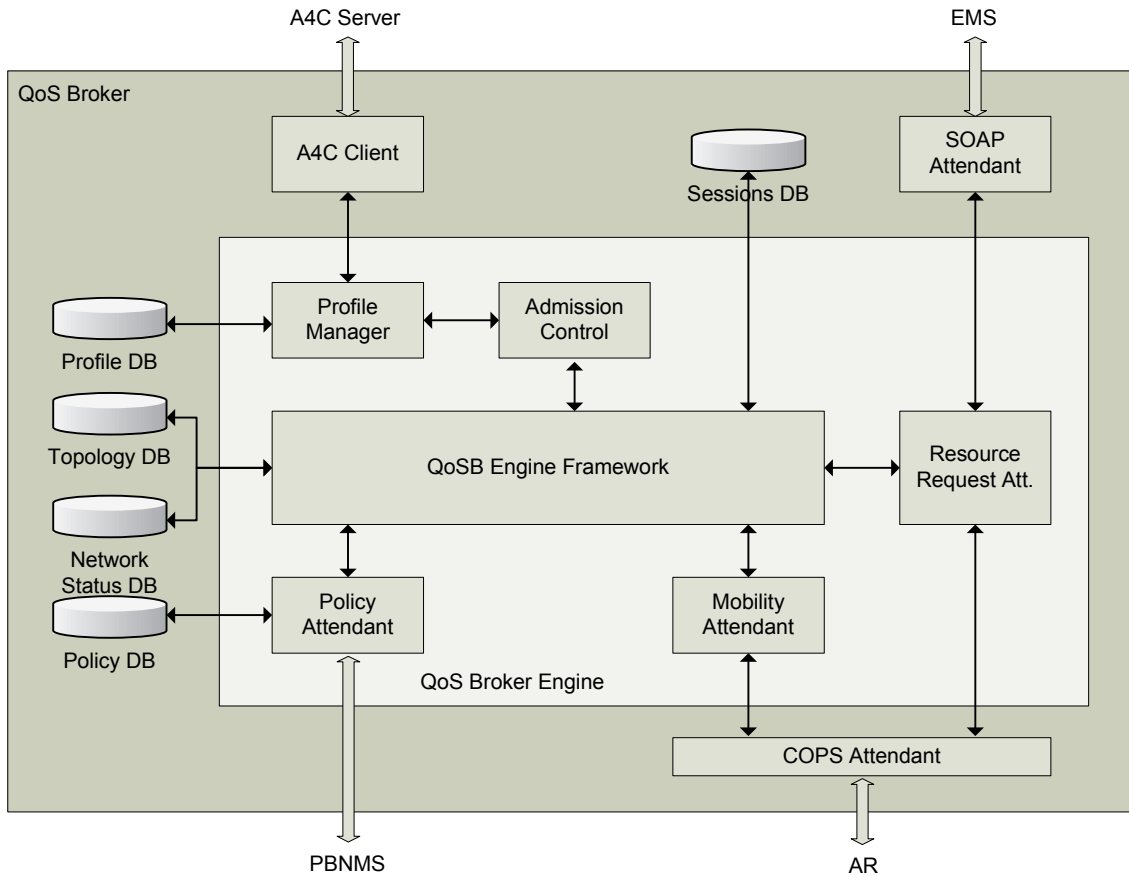 A4C Server
EMS
QoS Broker
A4C Client
SOAP
Attendant
Sessions DB
Profile
Manager
Admission
Control
Profile DB
Topology DB
QoSB Engine Framework
Resource
Request Att.
Network
Status DB
Policy
Attendant
Mobility
Attendant
Policy DB
QoS Broker Engine
COPS Attendant
PBNMS
AR